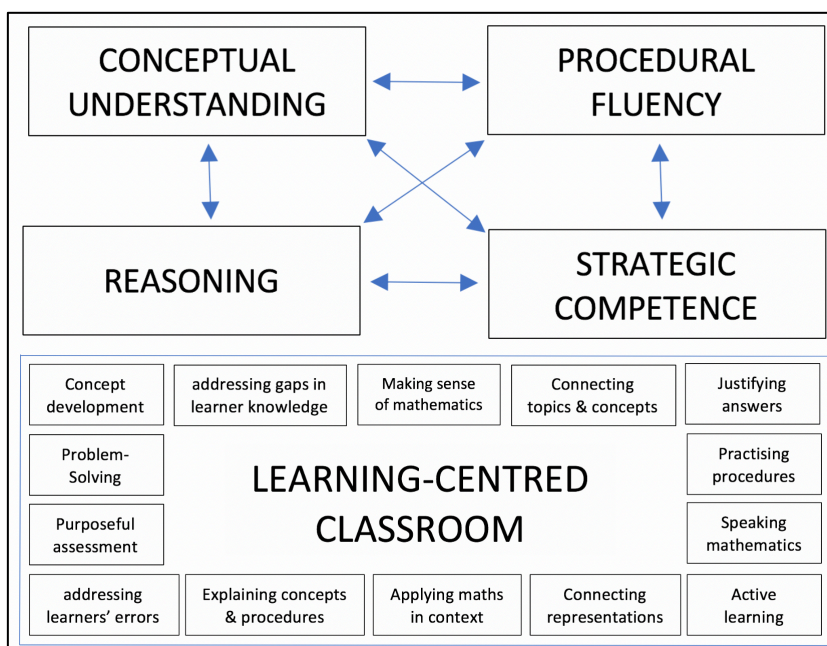 CONCEPTUAL
UNDERSTANDING
PROCEDURAL
FLUENCY
REASONING
STRATEGIC
COMPETENCE
Concept
development
addressing gaps in
learner knowledge
Making sense
of mathematics
Connecting
topics & concepts
Justifying
answers
Problem-
Solving
LEARNING-CENTRED
CLASSROOM
Practising
procedures
Purposeful
assessment
Speaking
mathematics
addressing
learners' errors
Explaining concepts
& procedures
Applying maths
in context
Connecting
representations
Active
learning